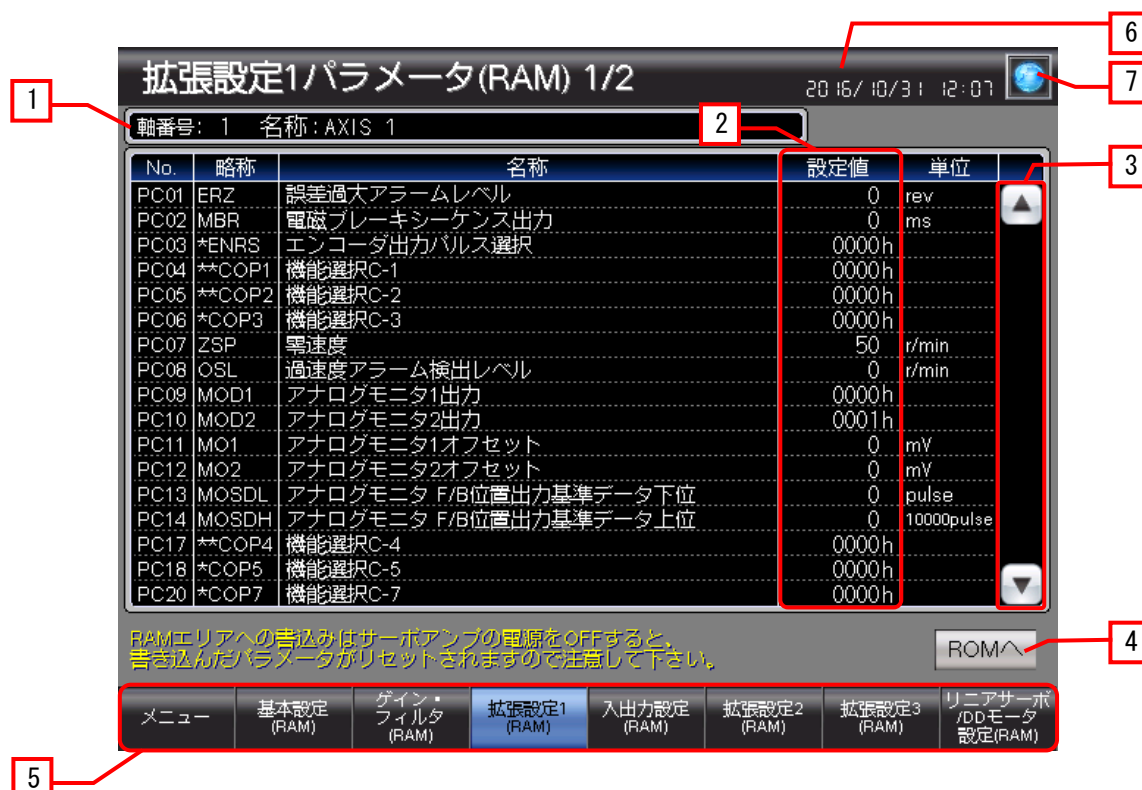 6
拡張設定1パラメータ(RAM) 1/2
2016/10/31 12:07
7
1
軸番号: 1 名称:AXIS 1
2
3
No. 略称 名称 設定値 単位
PC01 ERZ 誤差過大アラームレベル 0 rev
PC02 MBR 電磁ブレーキシーケンス出力 0 ms
PC03 *ENRS エンコーダ出力パルス選択 0000h
PC04 **COP1 機能選択C-1 0000h
PC05 **COP2 機能選択C-2 0000h
PC06 *COP3 機能選択C-3 0000h
PC07 ZSP 零速度 50 r/min
PC08 OSL 過速度アラーム検出レベル 0 r/min
PC09 MOD1 アナログモニタ1出力 0000h
PC10 MOD2 アナログモニタ2出力 0001h
PC11 MO1 アナログモニタ1オフセット 0 mV
PC12 MO2 アナログモニタ2オフセット 0 mV
PC13 MOSDL アナログモニタ F/B位置出力基準データ下位 0 pulse
PC14 MOSDH アナログモニタ F/B位置出力基準データ上位 0 10000pulse
PC17 **COP4 機能選択C-4 0000h
PC18 *COP5 機能選択C-5 0000h
PC20 *COP7 機能選択C-7 0000h
RAMエリアへの書込みはサーボアンプの電源をOFFすると、
書き込んだパラメータがリセットされますので注意して下さい。
ROMへ
4
メニュー
基本設定
(RAM)
ゲイン・
フィルタ
(RAM)
拡張設定1
(RAM)
入出力設定
(RAM)
拡張設定2
(RAM)
拡張設定3
(RAM)
リニアサーボ
/DDモータ
設定(RAM)
5